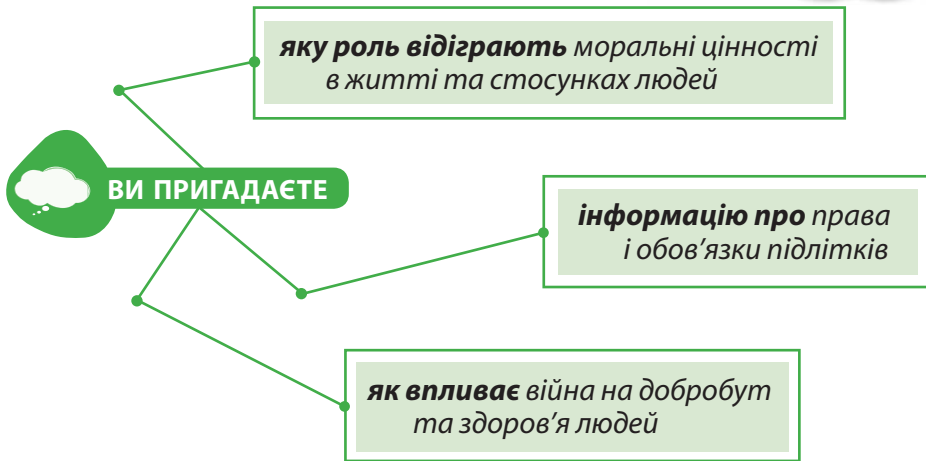 яку роль відіграють моральні цінності
в житті та стосунках людей
ВИ ПРИГАДАЄТЕ
інформацію про права
і обов'язки підлітків
як впливає війна на добробут
та здоров'я людей